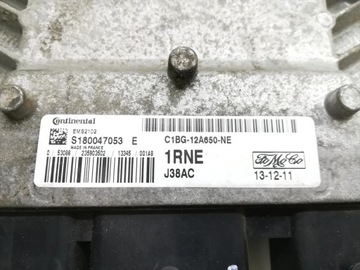 Continental
EMS2102
S180047053 E
MADE IN FRANCE
C1BG-12A650-NE
1RNE
J38AC
FoMoCo
13-12-11